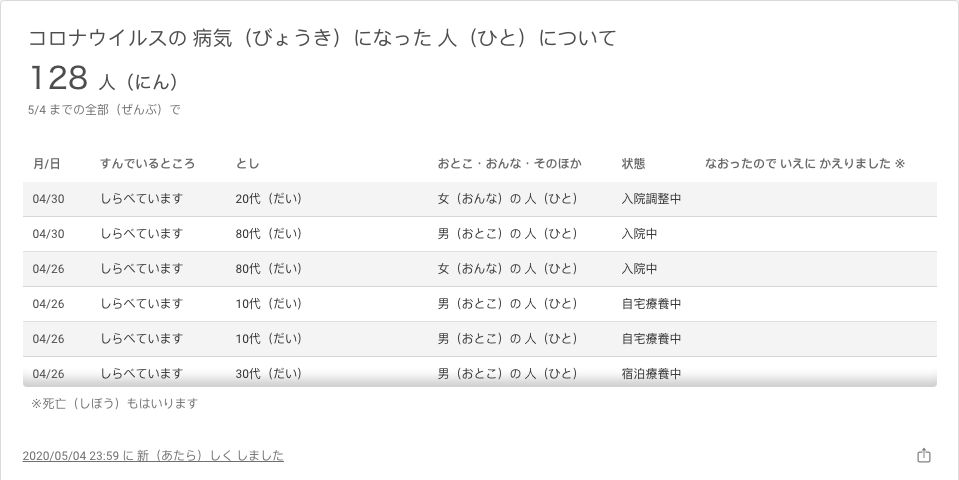 コロナウイルスの 病気（びょうき）になった 人（ひと）について
128 人（にん）
5/4 までの全部（ぜんぶ）で
月/日 すんでいるところ とし おとこ・おんな・そのほか 状態 なおったので いえに かえりました ※
04/30 しらべています 20代（だい） 女（おんな）の 人（ひと） 入院調整中
04/30 しらべています 80代（だい） 男（おとこ）の 人（ひと） 入院中
04/26 しらべています 80代（だい） 女（おんな）の 人（ひと） 入院中
04/26 しらべています 10代（だい） 男（おとこ）の 人（ひと） 自宅療養中
04/26 しらべています 10代（だい） 男（おとこ）の 人（ひと） 自宅療養中
04/26 しらべています 30代（だい） 男（おとこ）の 人（ひと） 宿泊療養中
※死亡（しぼう）もはいります
2020/05/04 23:59 に 新（あたら）しく しました